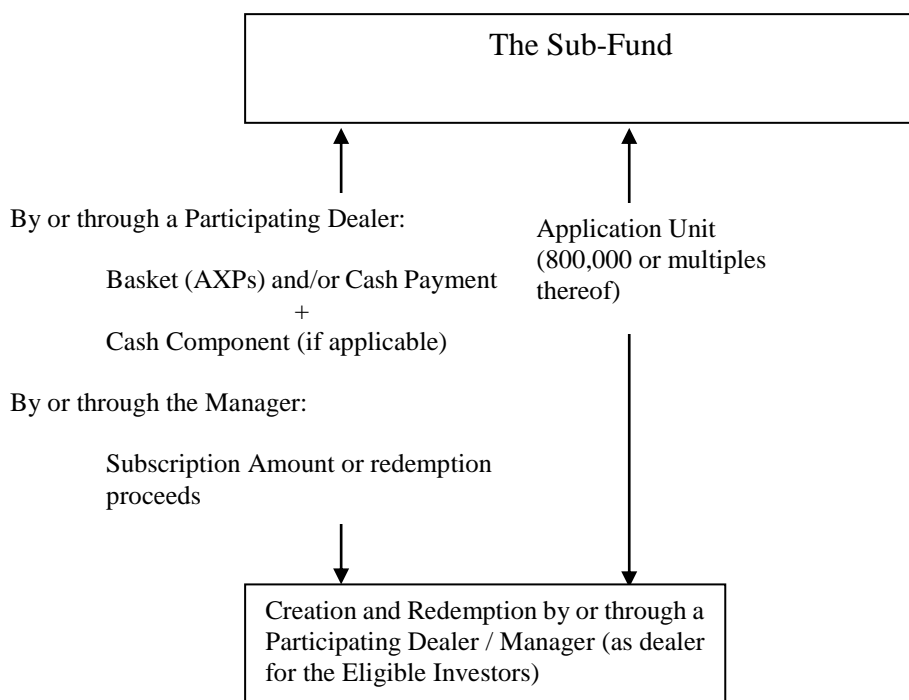 The Sub-Fund
By or through a Participating Dealer:
Basket (AXPs) and/or Cash Payment
+
Cash Component (if applicable)
By or through the Manager:
Subscription Amount or redemption
proceeds
Application Unit
(800,000 or multiples
thereof)
Creation and Redemption by or through a
Participating Dealer / Manager (as dealer
for the Eligible Investors)